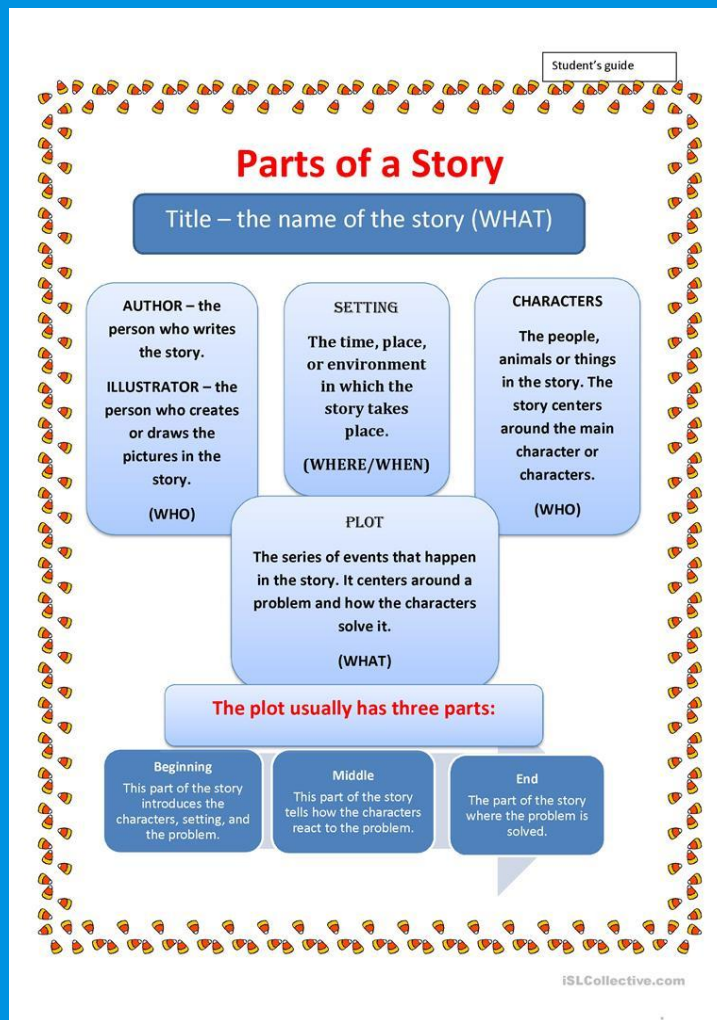 Student's guide
Parts of a Story
Title – the name of the story (WHAT)
AUTHOR – the
person who writes
the story.
ILLUSTRATOR – the
person who creates
or draws the
pictures in the
story.
(WHO)
SETTING
The time, place,
or environment
in which the
story takes
place.
(WHERE/WHEN)
CHARACTERS
The people,
animals or things
in the story. The
story centers
around the main
character or
characters.
(WHO)
PLOT
The series of events that happen
in the story. It centers around a
problem and how the characters
solve it.
(WHAT)
The plot usually has three parts:
Beginning
This part of the story
introduces the
characters, setting, and
the problem.
Middle
This part of the story
tells how the characters
react to the problem.
End
The part of the story
where the problem is
solved.
iSLCollective.com